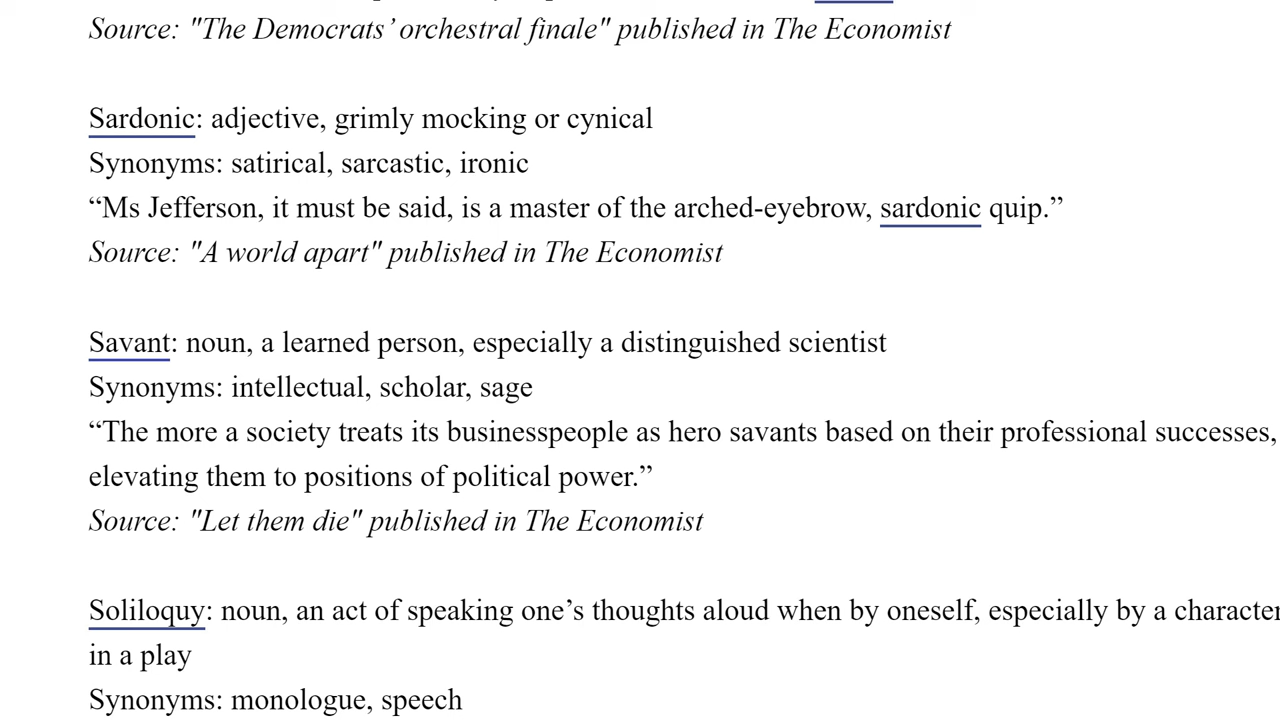 Source: "The Democrats’ orchestral finale" published in The Economist
Sardonic: adjective, grimly mocking or cynical
Synonyms: satirical, sarcastic, ironic
“Ms Jefferson, it must be said, is a master of the arched-eyebrow, sardonic quip.”
Source: "A world apart" published in The Economist
Savant: noun, a learned person, especially a distinguished scientist
Synonyms: intellectual, scholar, sage
“The more a society treats its businesspeople as hero savants based on their professional successes,
elevating them to positions of political power.”
Source: "Let them die" published in The Economist
Soliloquy: noun, an act of speaking one’s thoughts aloud when by oneself, especially by a character
in a play
Synonyms: monologue, speech